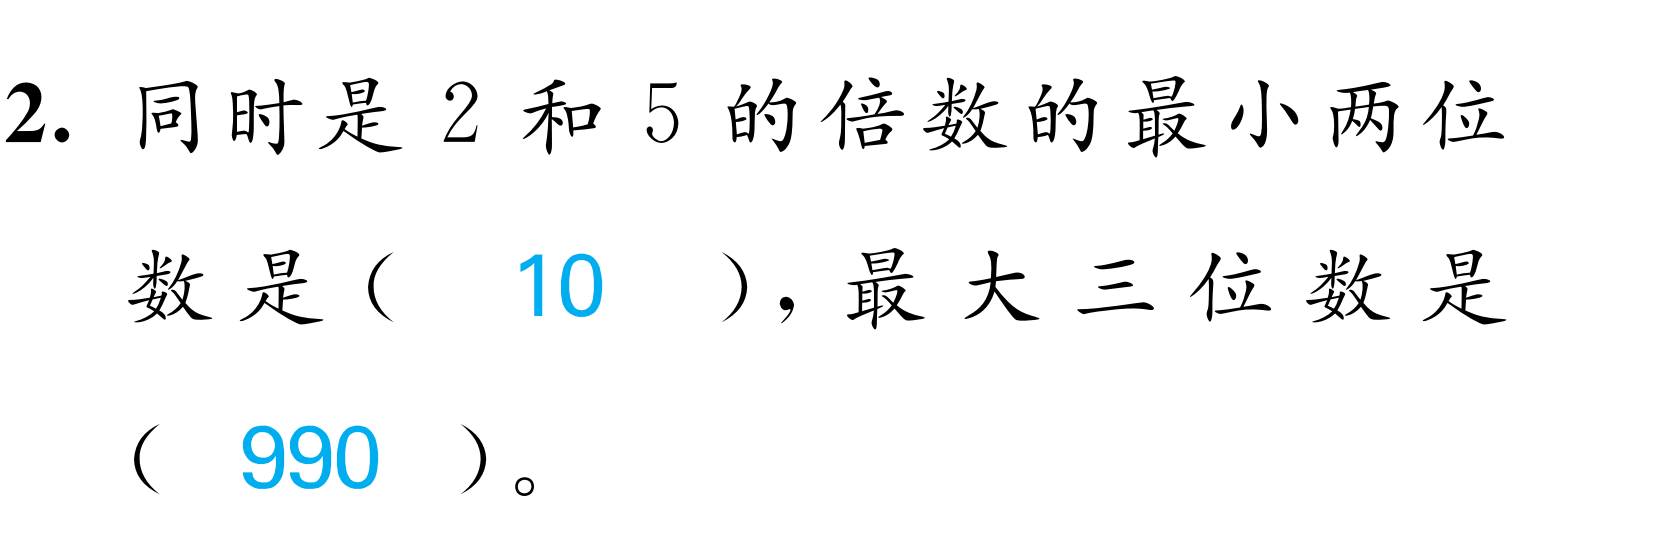 2. 同时是 2 和 5 的倍数的最小两位
数是( 10 ),最大三位数是
( 990 )。